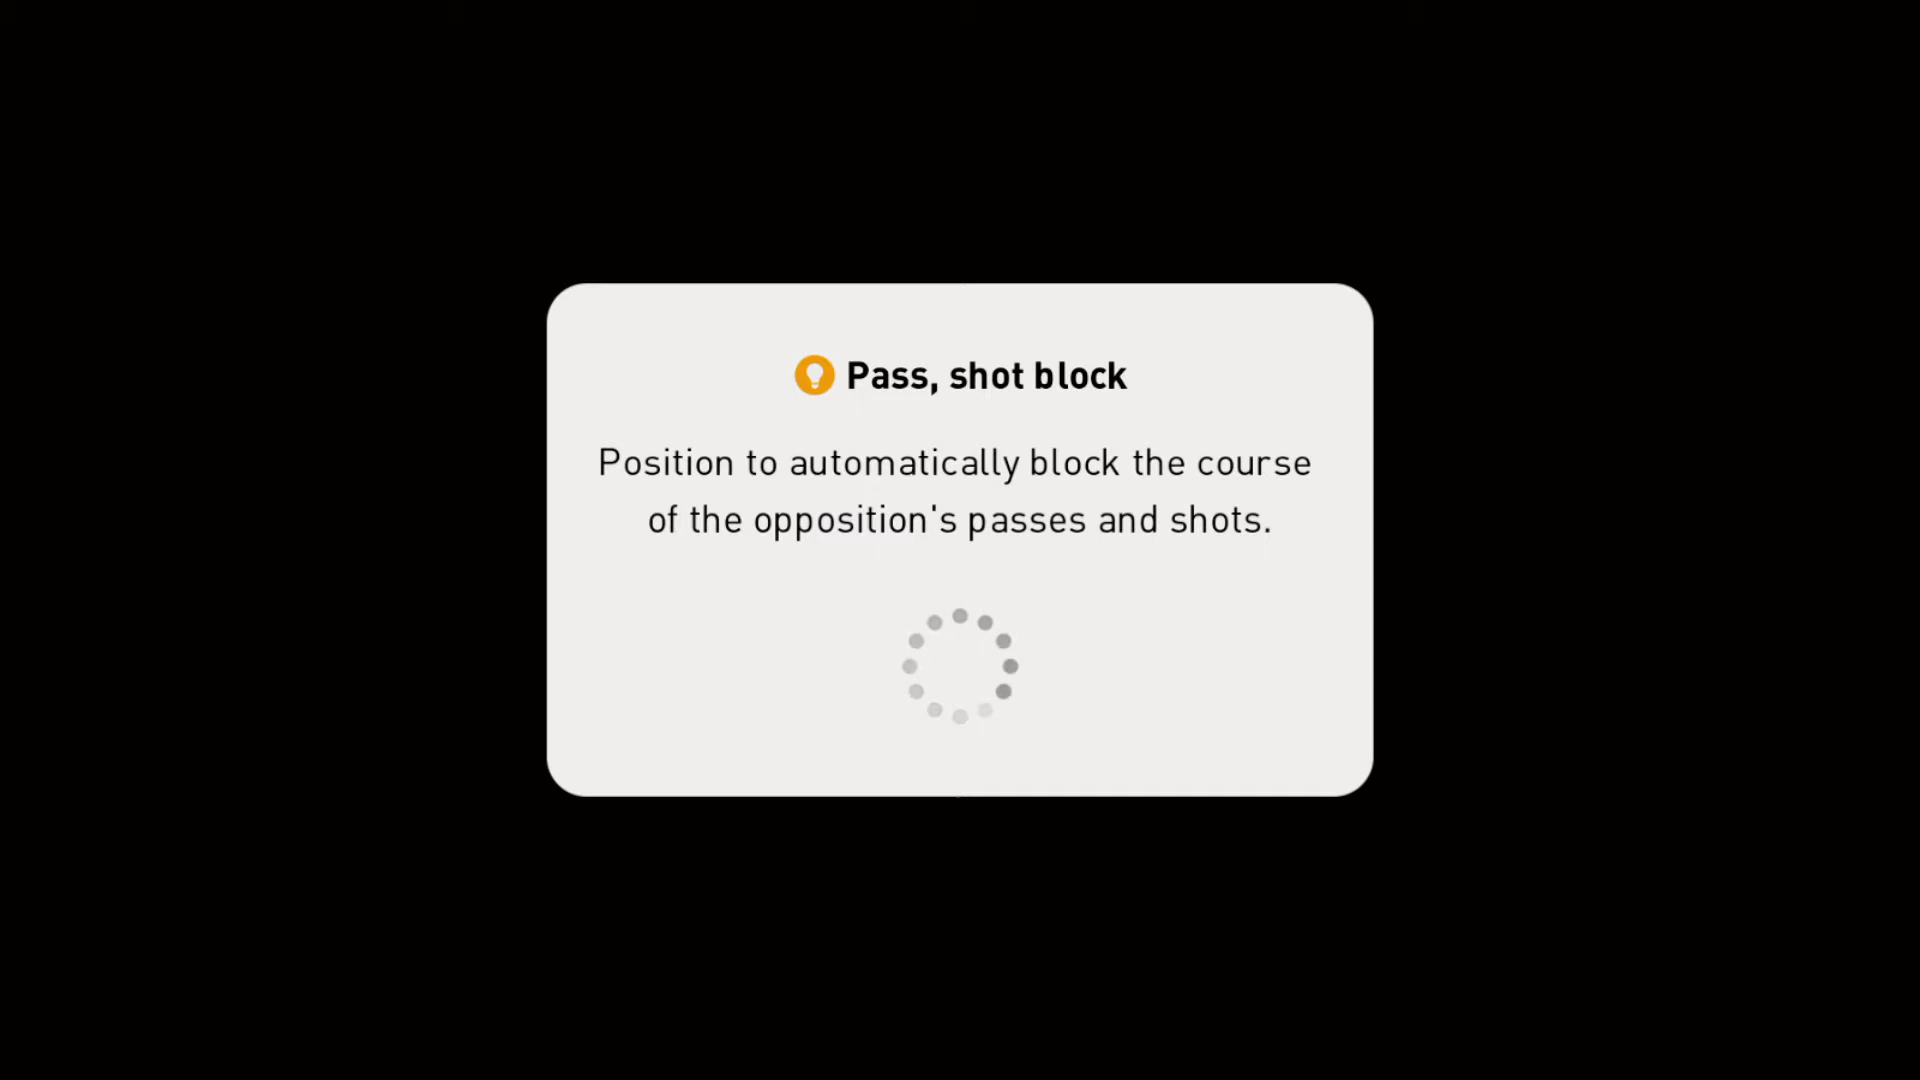 Pass, shot block
Position to automatically block the course
of the opposition's passes and shots.